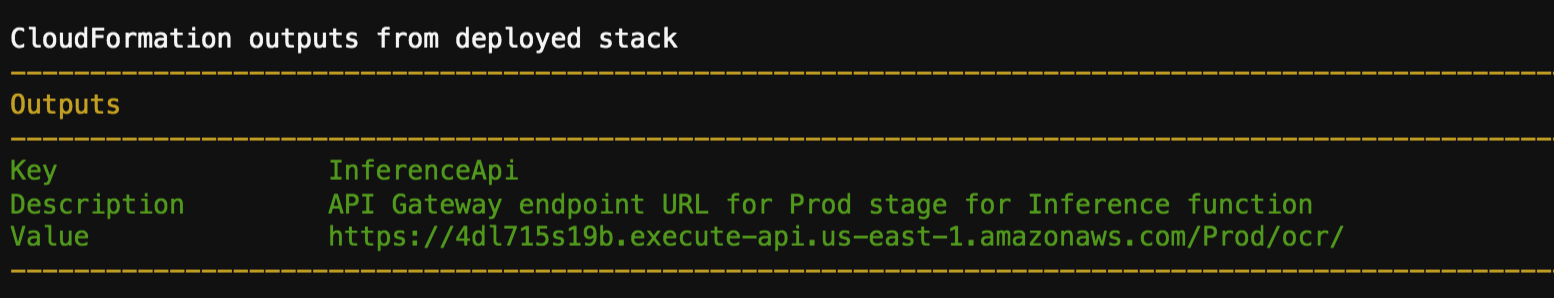 CloudFormation outputs from deployed stack
Outputs
Key InferenceApi
Description API Gateway endpoint URL for Prod stage for Inference function
Value https://4dl715s19b.execute-api.us-east-1.amazonaws.com/Prod/ocr/